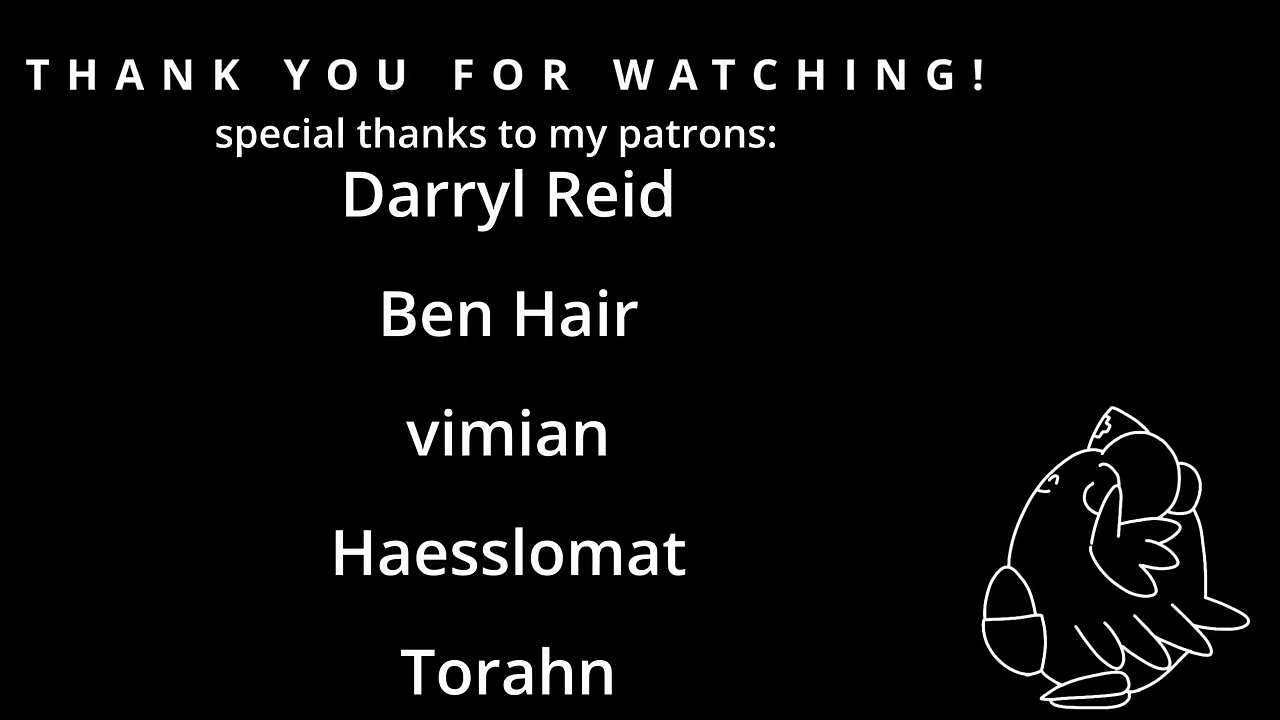 THANK YOU FOR WATCHING!
special thanks to my patrons:
Darryl Reid
Ben Hair
vimian
Haesslomat
Torahn